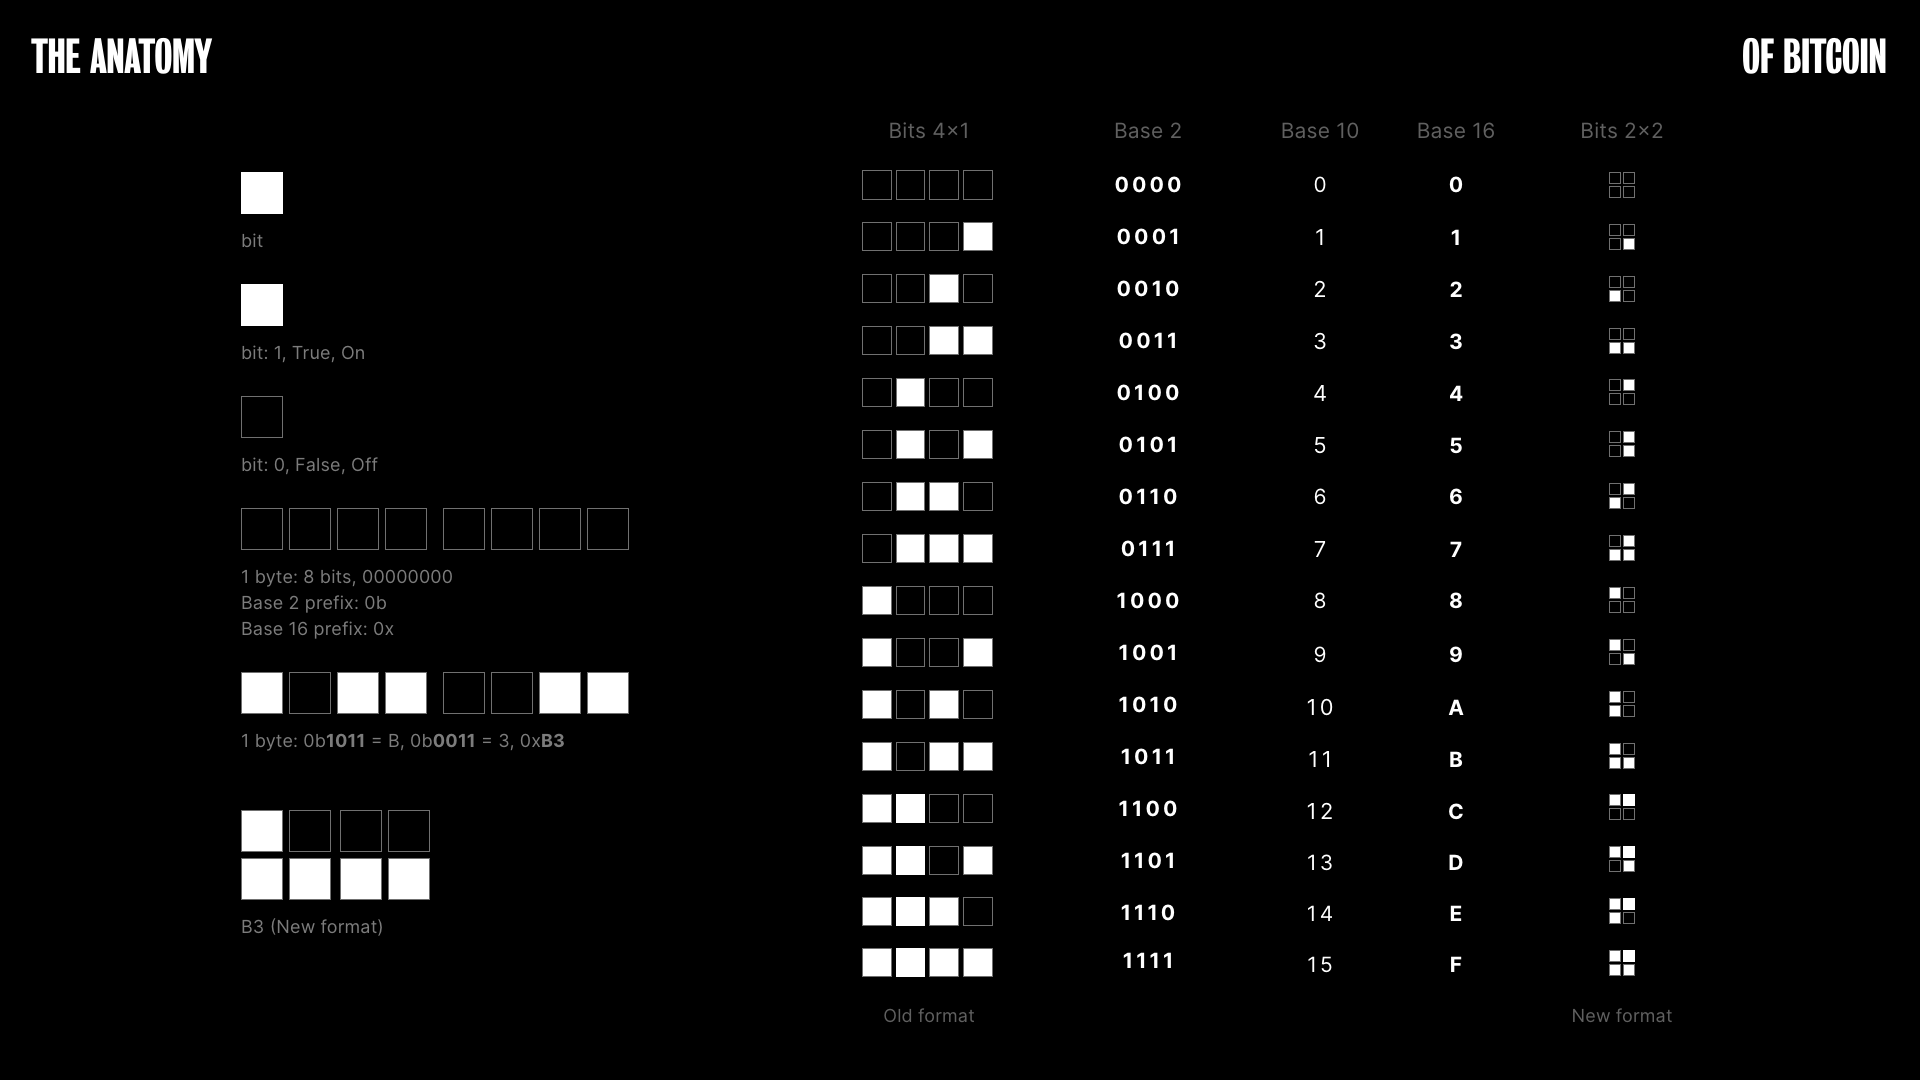 THE ANATOMY
OF BITCOIN
bit
bit: 1, True, On
bit: 0, False, Off
1 byte: 8 bits, 00000000
Base 2 prefix: 0b
Base 16 prefix: 0x
1 byte: 0b1011 = B, 0b0011 = 3, 0xB3
B3 (New format)
Bits 4×1 Base 2 Base 10 Base 16 Bits 2×2
0000 0 0
0001 1 1
0010 2 2
0011 3 3
0100 4 4
0101 5 5
0110 6 6
0111 7 7
1000 8 8
1001 9 9
1010 10 A
1011 11 B
1100 12 C
1101 13 D
1110 14 E
1111 15 F
Old format New format